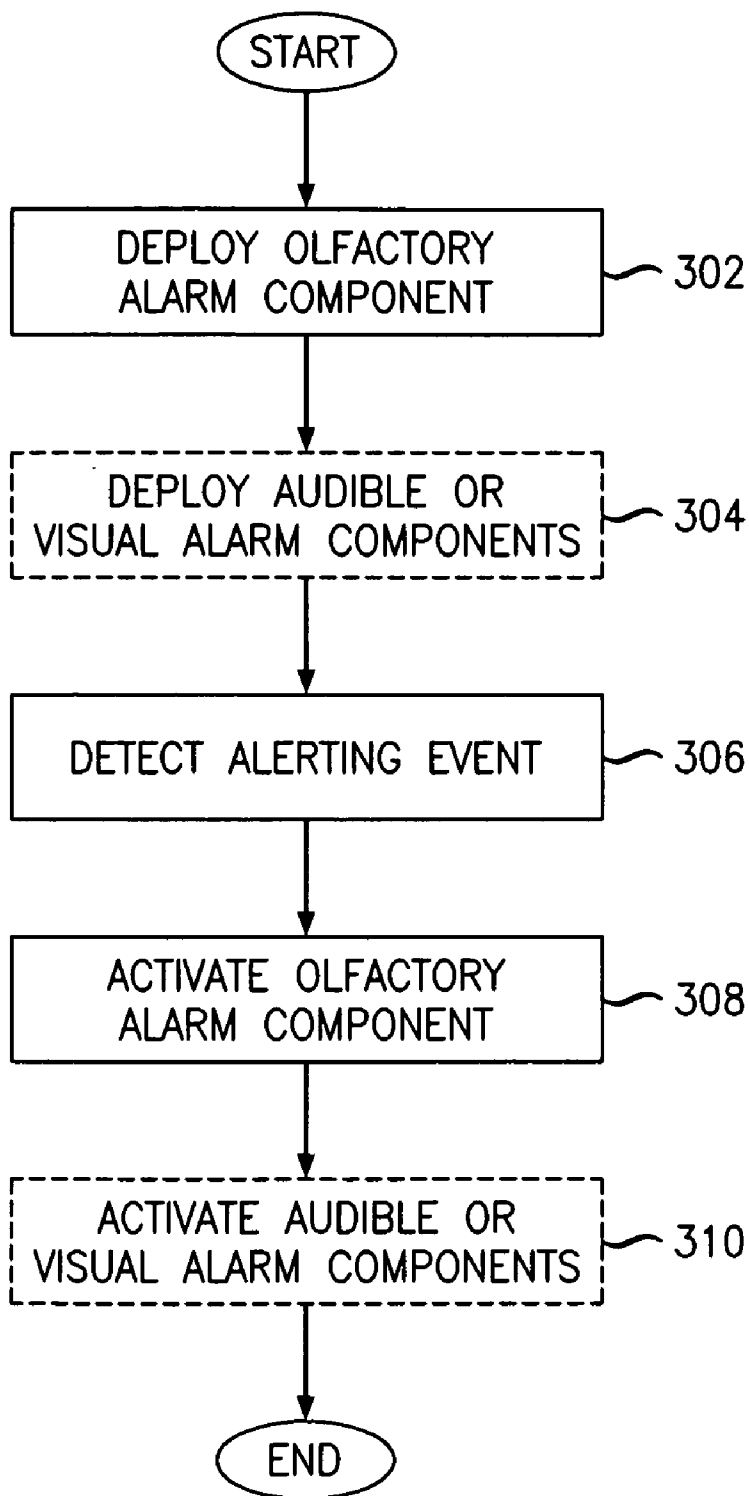 START
DEPLOY OLFACTORY
ALARM COMPONENT
302
DEPLOY AUDIBLE OR
VISUAL ALARM COMPONENTS
304
DETECT ALERTING EVENT
306
ACTIVATE OLFACTORY
ALARM COMPONENT
308
ACTIVATE AUDIBLE OR
VISUAL ALARM COMPONENTS
310
END